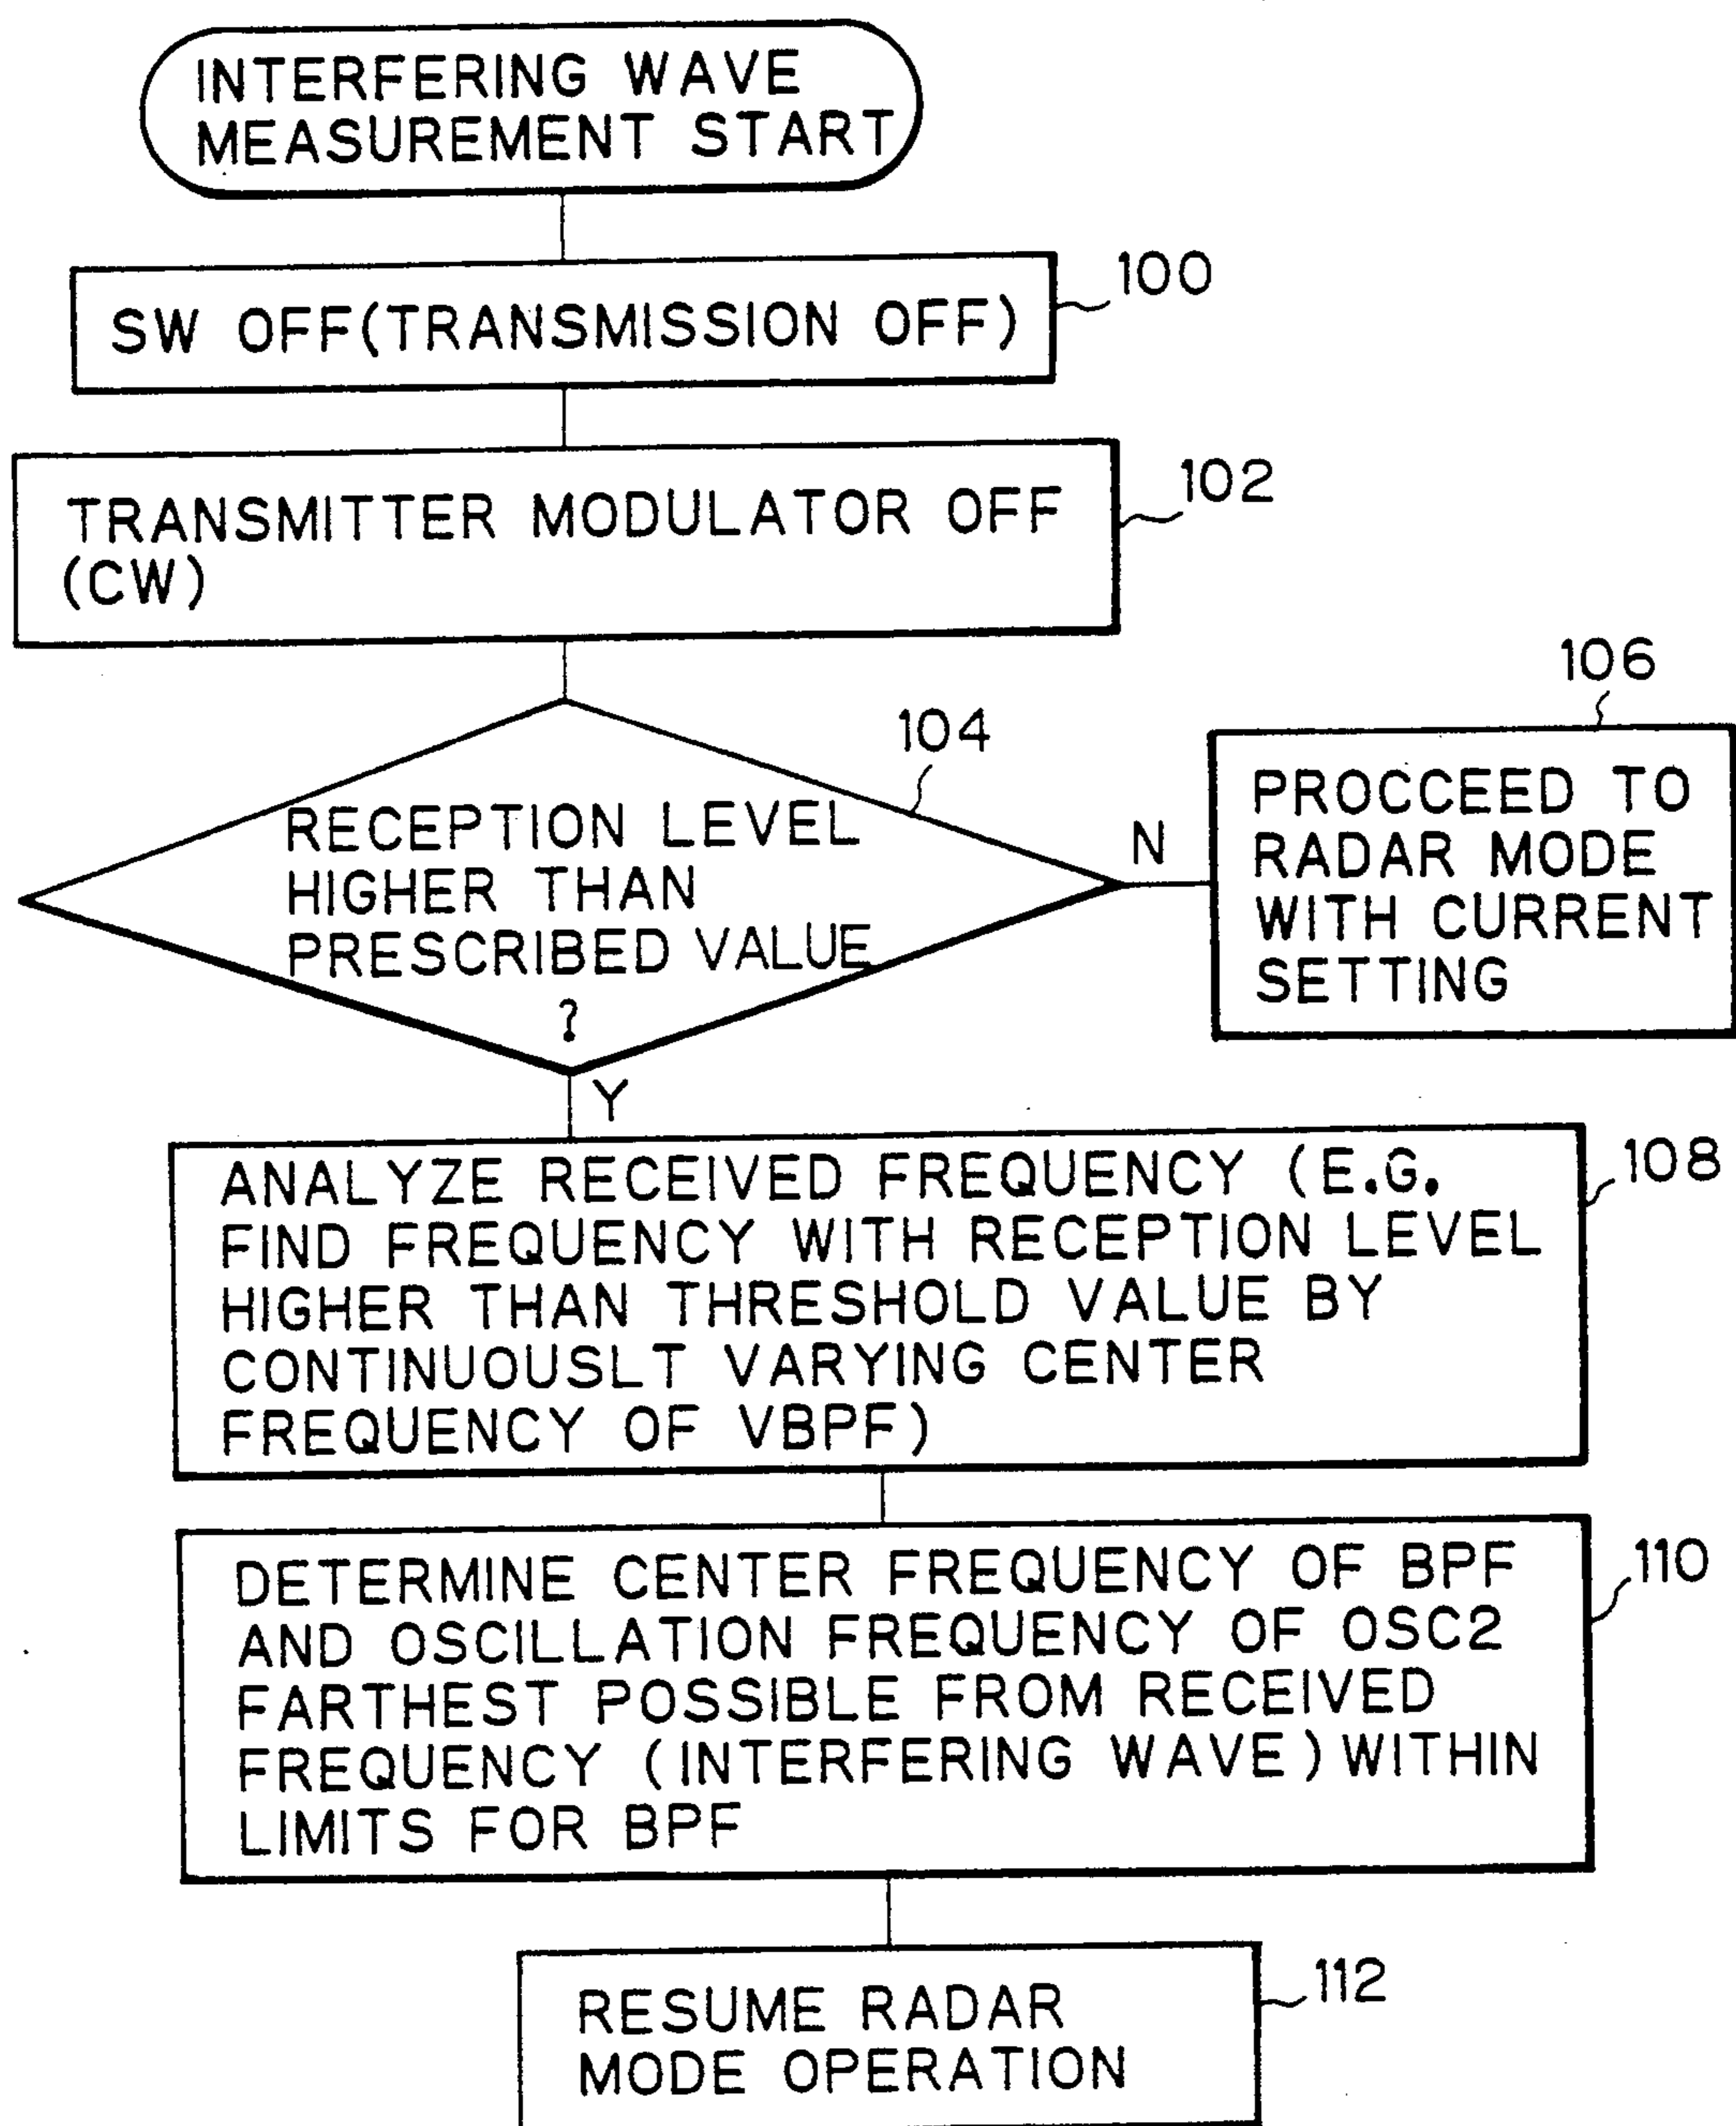 INTERFERING WAVE
MEASUREMENT START
100
SW OFF(TRANSMISSION OFF)
102
TRANSMITTER MODULATOR OFF
(CW)
106
104
RECEPTION LEVEL
HIGHER THAN
PRESCRIBED VALUE
?
N
PROCCEED TO
RADAR MODE
WITH CURRENT
SETTING
Y
108
ANALYZE RECEIVED FREQUENCY (E.G.
FIND FREQUENCY WITH RECEPTION LEVEL
HIGHER THAN THRESHOLD VALUE BY
CONTINUOUSLT VARYING CENTER
FREQUENCY OF VBPF)
110
DETERMINE CENTER FREQUENCY OF BPF
AND OSCILLATION FREQUENCY OF OSC2
FARTHEST POSSIBLE FROM RECEIVED
FREQUENCY (INTERFERING WAVE) WITHIN
LIMITS FOR BPF
112
RESUME RADAR
MODE OPERATION